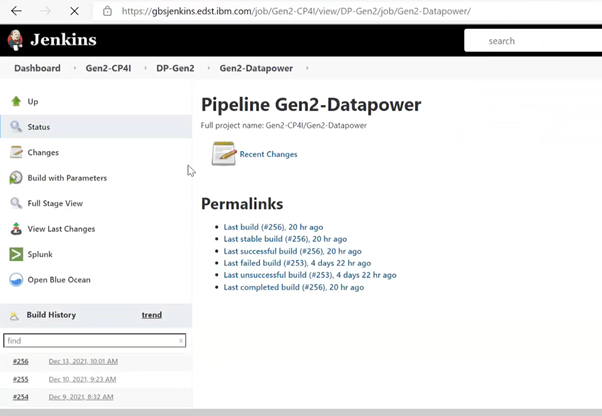 https://gbsjenkins.edst.ibm.com/job/Gen2-CP4I/view/DP-Gen2/job/Gen2-Datapower/
Jenkins
search
Dashboard Gen2-CP4I DP-Gen2 Gen2-Datapower
Up
Status
Changes
Build with Parameters
Full Stage View
View Last Changes
Splunk
Open Blue Ocean
Build History trend
find x
#256 Dec 13, 2021, 10:01 AM
#255 Dec 10, 2021, 9:23 AM
#254 Dec 9, 2021, 8:32 AM
Pipeline Gen2-Datapower
Full project name: Gen2-CP4I/Gen2-Datapower
Recent Changes
Permalinks
Last build (#256), 20 hr ago
Last stable build (#256), 20 hr ago
Last successful build (#256), 20 hr ago
Last failed build (#253), 4 days 22 hr ago
Last unsuccessful build (#253), 4 days 22 hr ago
Last completed build (#256), 20 hr ago